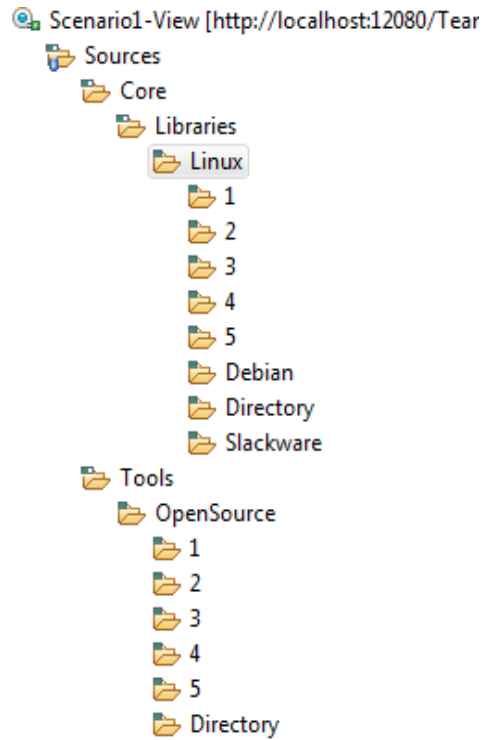 Scenario1-View [http://localhost:12080/Tear
Sources
Core
Libraries
Linux
1
2
3
4
5
Debian
Directory
Slackware
Tools
OpenSource
1
2
3
4
5
Directory